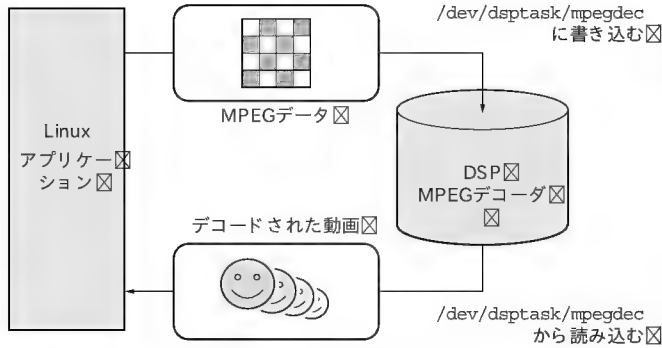 /dev/dsptask/mpegdec
に書き込む
MPEGデータ
Linux
アプリケー
ション
DSP
MPEGデコーダ
デコードされた動画
/dev/dsptask/mpegdec
から読み込む